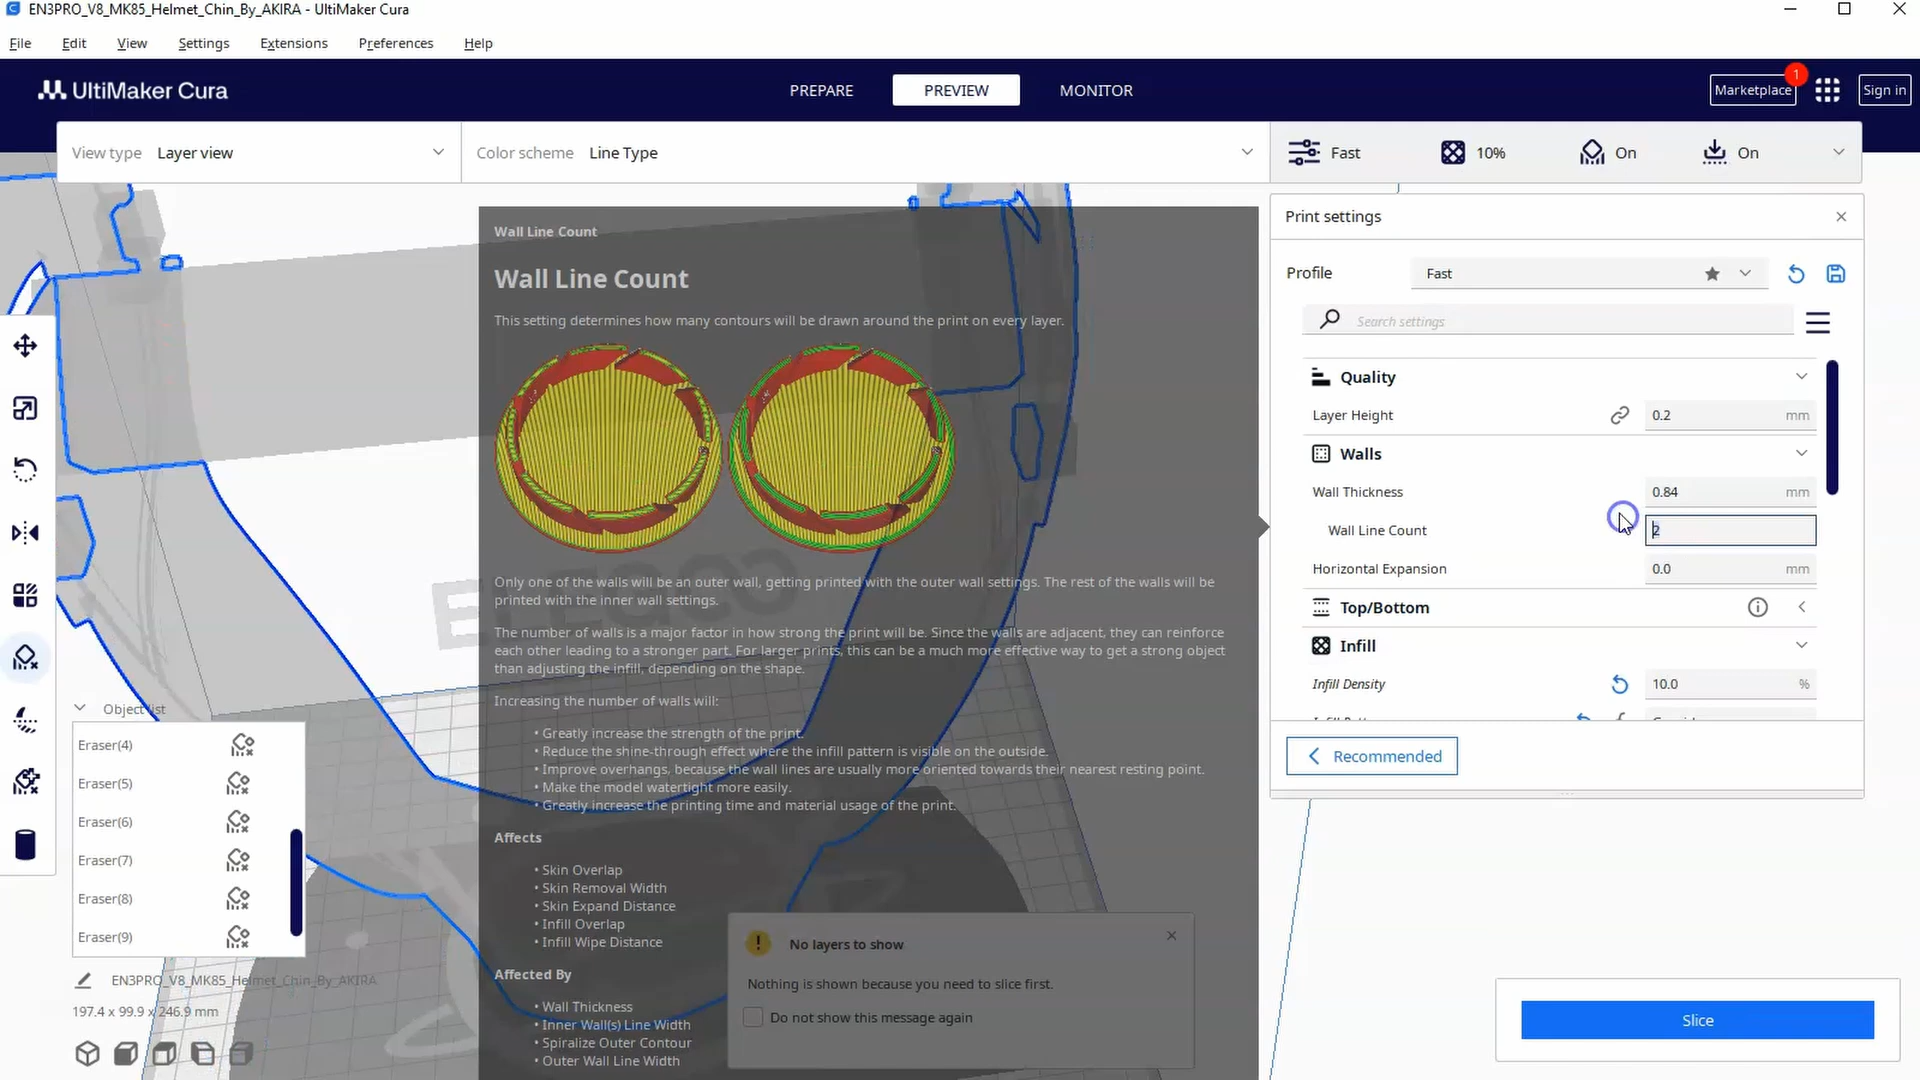 EN3PRO_V8_MK85_Helmet_Chin_By_AKIRA - UltiMaker Cura
File Edit View Settings Extensions Preferences Help
UltiMaker Cura
PREPARE PREVIEW MONITOR
Marketplace 1
Sign in
View type Layer view
Color scheme Line Type
Fast 10% On On
Print settings
Profile Fast
Search settings
Quality
Layer Height 0.2 mm
Walls
Wall Thickness 0.84 mm
Wall Line Count 2
Horizontal Expansion 0.0 mm
Top/Bottom
Infill
Infill Density 10.0 %
Recommended
Wall Line Count
Wall Line Count
This setting determines how many contours will be drawn around the print on every layer.
Only one of the walls will be an outer wall, getting printed with the outer wall settings. The rest of the walls will be
printed with the inner wall settings.
The number of walls is a major factor in how strong the print will be. Since the walls are adjacent, they can reinforce
each other leading to a stronger part. For larger prints, this can be a much more effective way to get a strong object
than adjusting the infill, depending on the shape.
Increasing the number of walls will:
• Greatly increase the strength of the print.
• Reduce the shine-through effect where the infill pattern is visible on the outside.
• Improve overhangs, because the wall lines are usually more oriented towards their nearest resting point.
• Make the model watertight more easily.
• Greatly increase the printing time and material usage of the print.
Affects
• Skin Overlap
• Skin Removal Width
• Skin Expand Distance
• Infill Overlap
• Infill Wipe Distance
Affected By
• Wall Thickness
• Inner Wall(s) Line Width
• Spiralize Outer Contour
• Outer Wall Line Width
No layers to show
Nothing is shown because you need to slice first.
Do not show this message again
Object list
Eraser(4)
Eraser(5)
Eraser(6)
Eraser(7)
Eraser(8)
Eraser(9)
EN3PRO_V8_MK85_Helmet_Chin_By_AKIRA
197.4 x 99.9 x 246.9 mm
Slice